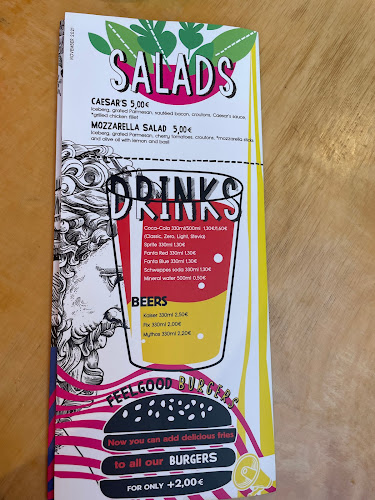 NOVEMBER 2021
SALADS
CAESAR'S 5,00€
Iceberg, grated Parmesan, sautéed bacon, croutons, Caesar's sauce,
*grilled chicken fillet
MOZZARELLA SALAD 5,00€
Iceberg, grated Parmesan, cherry tomatoes, croutons, *mozzarella sticks
and olive oil with lemon and basil
DRINKS
Coca-Cola 330ml/500ml 1,30€/1,60€
(Classic, Zero, Light, Stevia)
Sprite 330ml 1,30€
Fanta Red 330ml 1,30€
Fanta Blue 330ml 1,30€
Schweppes soda 330ml 1,30€
Mineral water 500ml 0,50€
BEERS
Kaiser 330ml 2,50€
Fix 330ml 2,00€
Mythos 330ml 2,20€
FEELGOOD BURGERS
Now you can add delicious fries
to all our BURGERS
FOR ONLY +2,00€